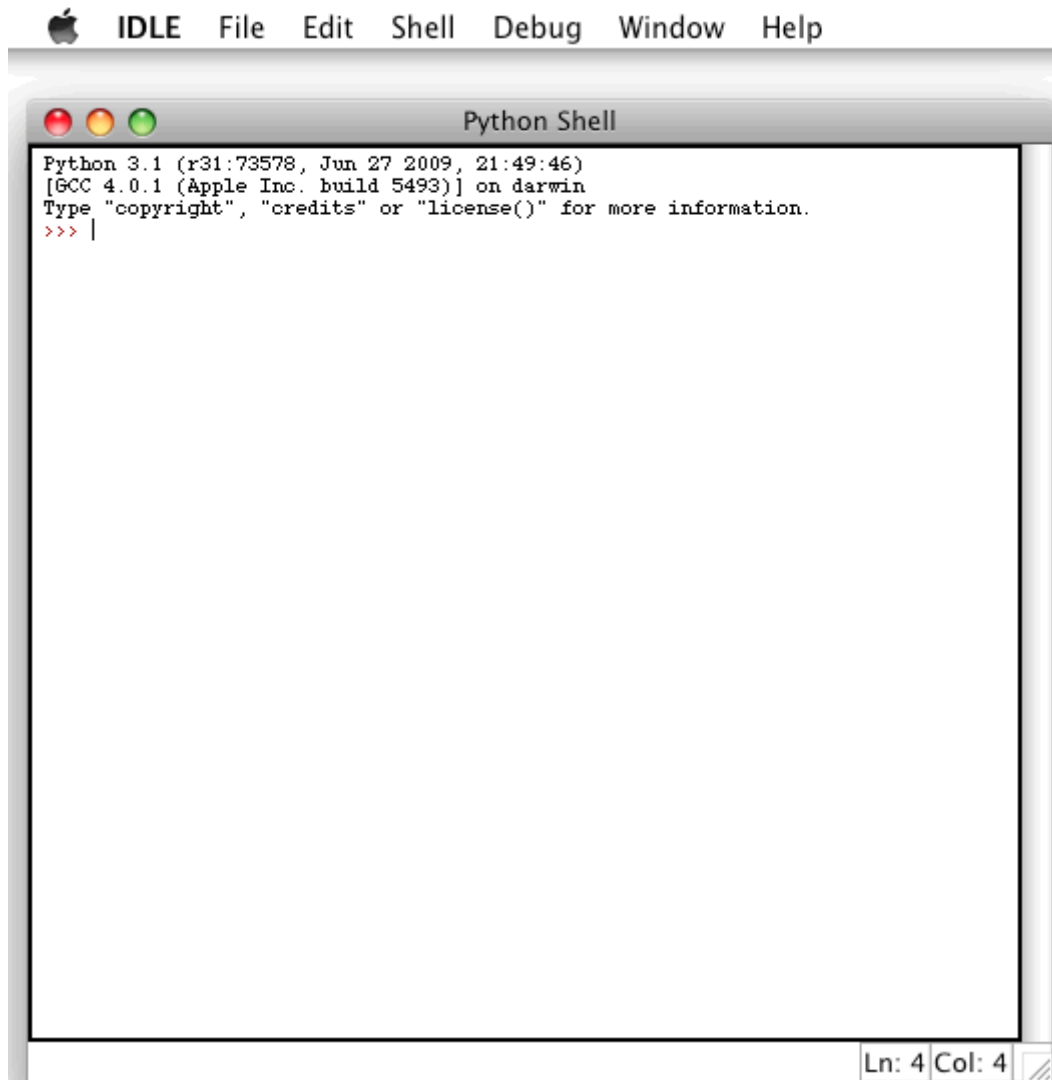 IDLE File Edit Shell Debug Window Help
Python Shell
Python 3.1 (r31:73578, Jun 27 2009, 21:49:46)
[GCC 4.0.1 (Apple Inc. build 5493)] on darwin
Type "copyright", "credits" or "license()" for more information.
>>>
Ln: 4 Col: 4